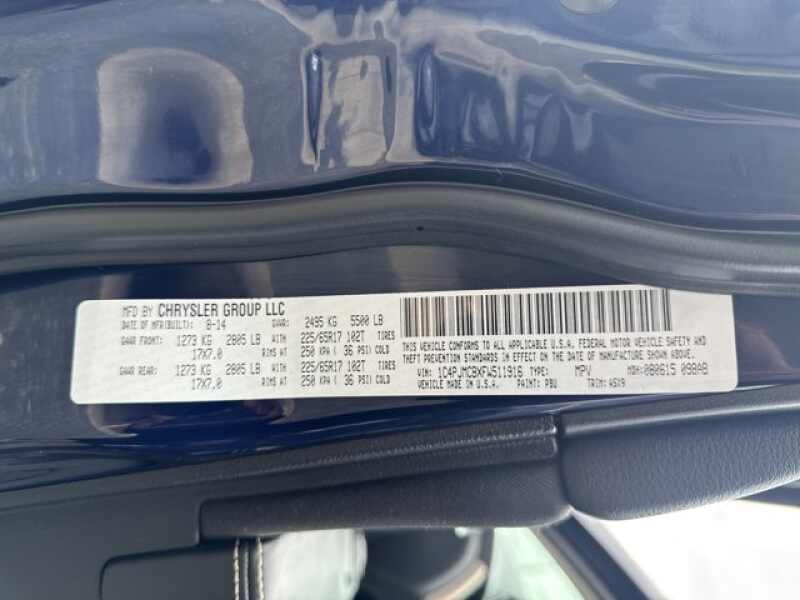 MFD BY CHRYSLER GROUP LLC
DATE OF MFR(BUILT): 8-14 GVWR: 2495 KG 5500 LB
GAWR FRONT: 1273 KG 2805 LB WITH 225/65R17 102T TIRES
17X7.0 RIMS AT 250 KPA ( 36 PSI) COLD
GAWR REAR: 1273 KG 2805 LB WITH 225/65R17 102T TIRES
17X7.0 RIMS AT 250 KPA ( 36 PSI) COLD
THIS VEHICLE CONFORMS TO ALL APPLICABLE U.S.A. FEDERAL MOTOR VEHICLE SAFETY AND
THEFT PREVENTION STANDARDS IN EFFECT ON THE DATE OF MANUFACTURE SHOWN ABOVE.
VIN: 1C4PJMCBXFW511916 TYPE: MPV MDH: 080615 098AB
MADE IN U.S.A. PAINT: PBU TRIM: A5X9